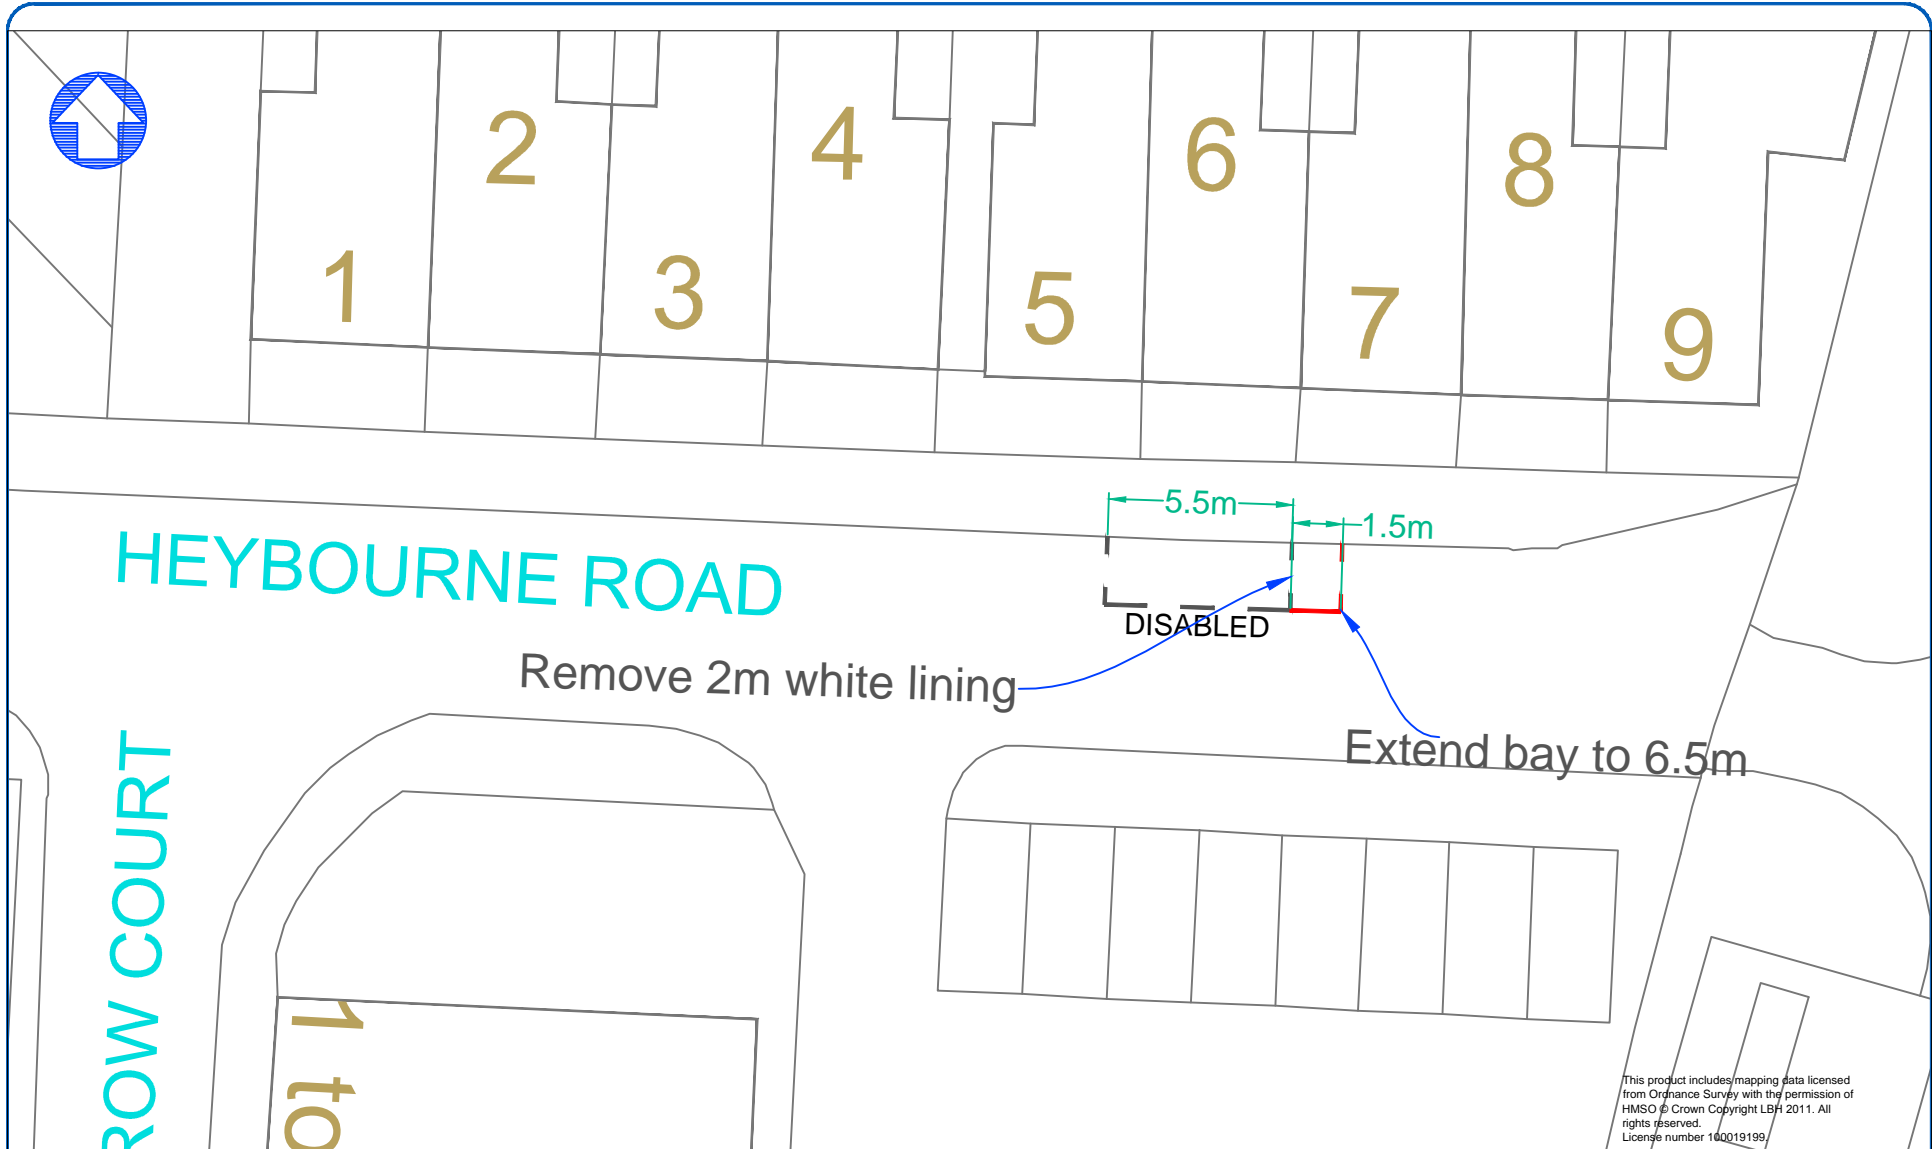 1
2
3
4
5
6
7
8
9
5.5m
1.5m
HEYBOURNE ROAD
DISABLED
Remove 2m white lining
Extend bay to 6.5m
ROW COURT
1 to
This product includes mapping data licensed
from Ordnance Survey with the permission of
HMSO © Crown Copyright LBH 2011. All
rights reserved.
License number 100019199.